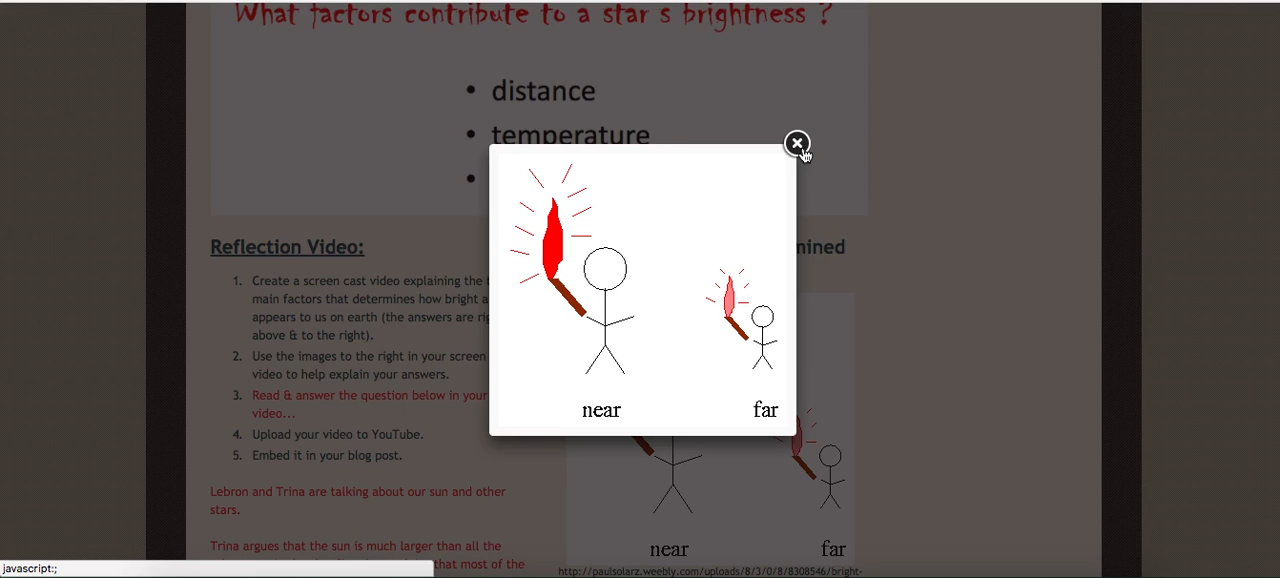 What factors contribute to a star s brightness ?
• distance
• temperature
•
Reflection Video:
mined
1. Create a screen cast video explaining the
main factors that determines how bright a
appears to us on earth (the answers are
above & to the right).
2. Use the images to the right in your screen
video to help explain your answers.
3. Read & answer the question below in your
video...
4. Upload your video to YouTube.
5. Embed it in your blog post.
Lebron and Trina are talking about our sun and other
stars.
Trina argues that the sun is much larger than all the
that most of the
near far
near far
http://paulsolarz.weebly.com/uploads/8/3/0/8/8308546/bright-
javascript:;